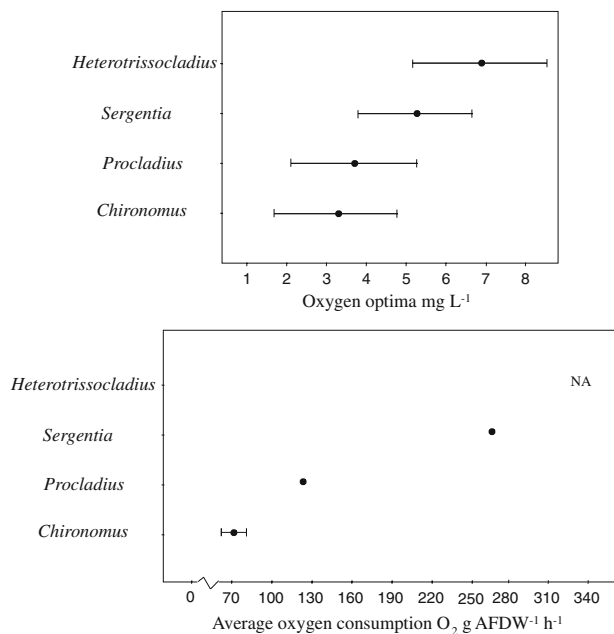 Heterotrissocladius
Sergentia
Procladius
Chironomus
1 2 3 4 5 6 7 8
Oxygen optima mg L⁻¹
Heterotrissocladius
NA
Sergentia
Procladius
Chironomus
0 70 100 130 160 190 220 250 280 310 340
Average oxygen consumption O₂ g AFDW⁻¹ h⁻¹